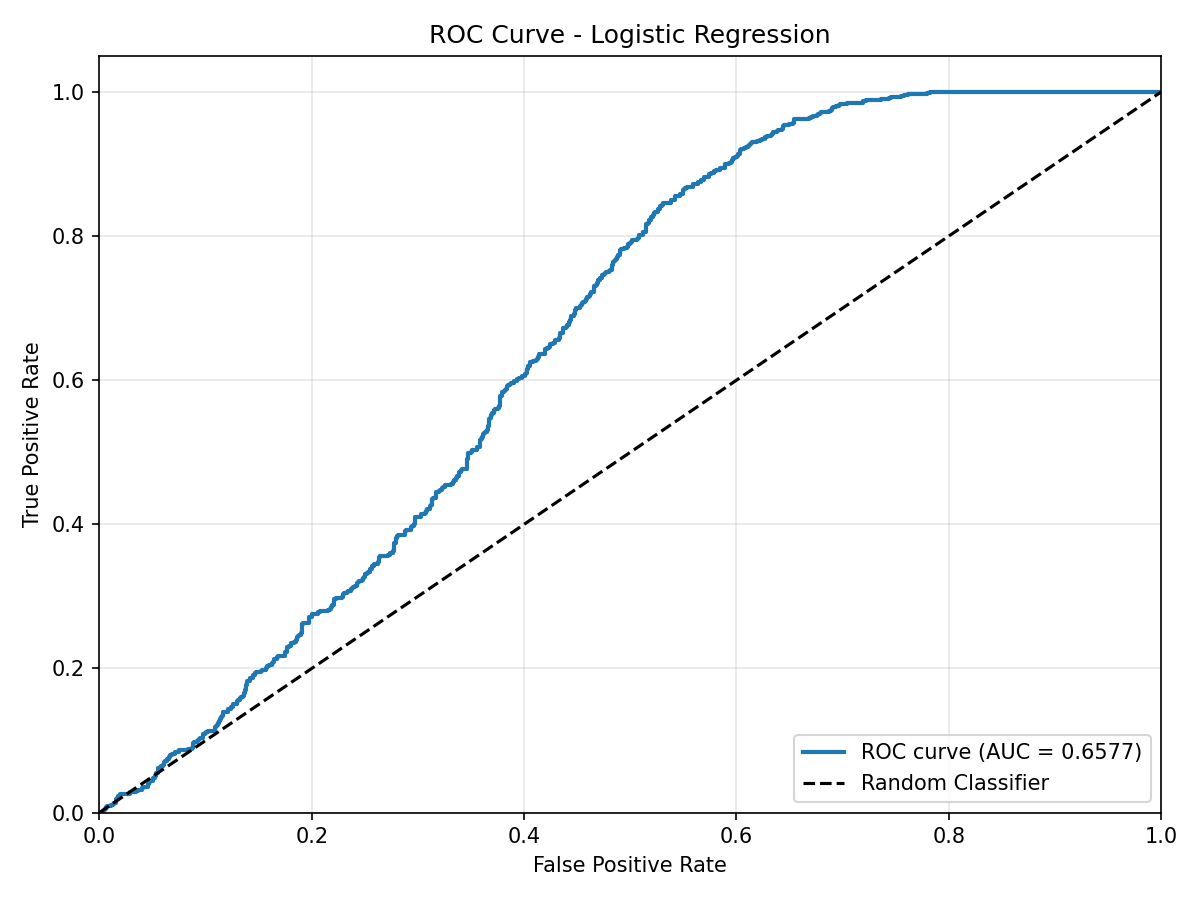 ROC Curve - Logistic Regression
True Positive Rate
1.0
0.8
0.6
0.4
0.2
0.0
ROC curve (AUC = 0.6577)
Random Classifier
0.0 0.2 0.4 0.6 0.8 1.0
False Positive Rate